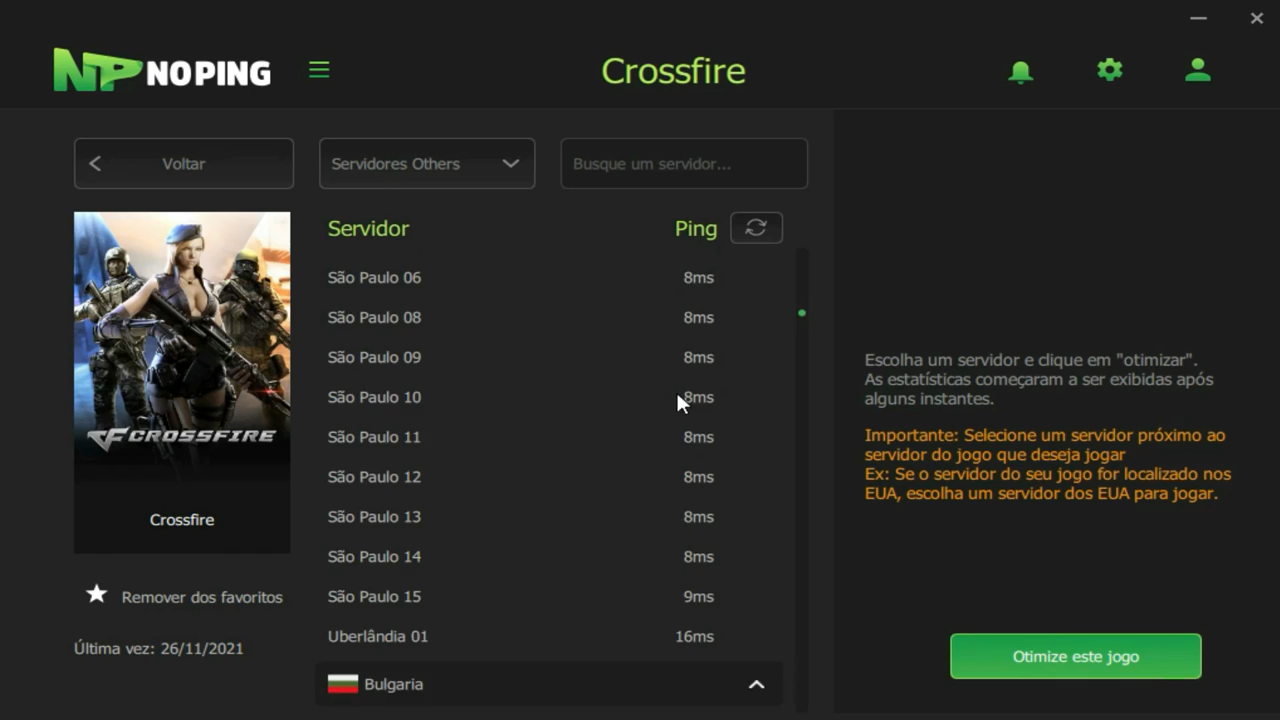 NP NOPING
Crossfire
Voltar
Servidores Others
Busque um servidor...
Servidor Ping
São Paulo 06 8ms
São Paulo 08 8ms
São Paulo 09 8ms
São Paulo 10 8ms
São Paulo 11 8ms
São Paulo 12 8ms
São Paulo 13 8ms
São Paulo 14 8ms
São Paulo 15 9ms
Uberlândia 01 16ms
Bulgaria
CF CROSSFIRE
Crossfire
Remover dos favoritos
Última vez: 26/11/2021
Escolha um servidor e clique em "otimizar".
As estatísticas começaram a ser exibidas após
alguns instantes.
Importante: Selecione um servidor próximo ao
servidor do jogo que deseja jogar
Ex: Se o servidor do seu jogo for localizado nos
EUA, escolha um servidor dos EUA para jogar.
Otimize este jogo